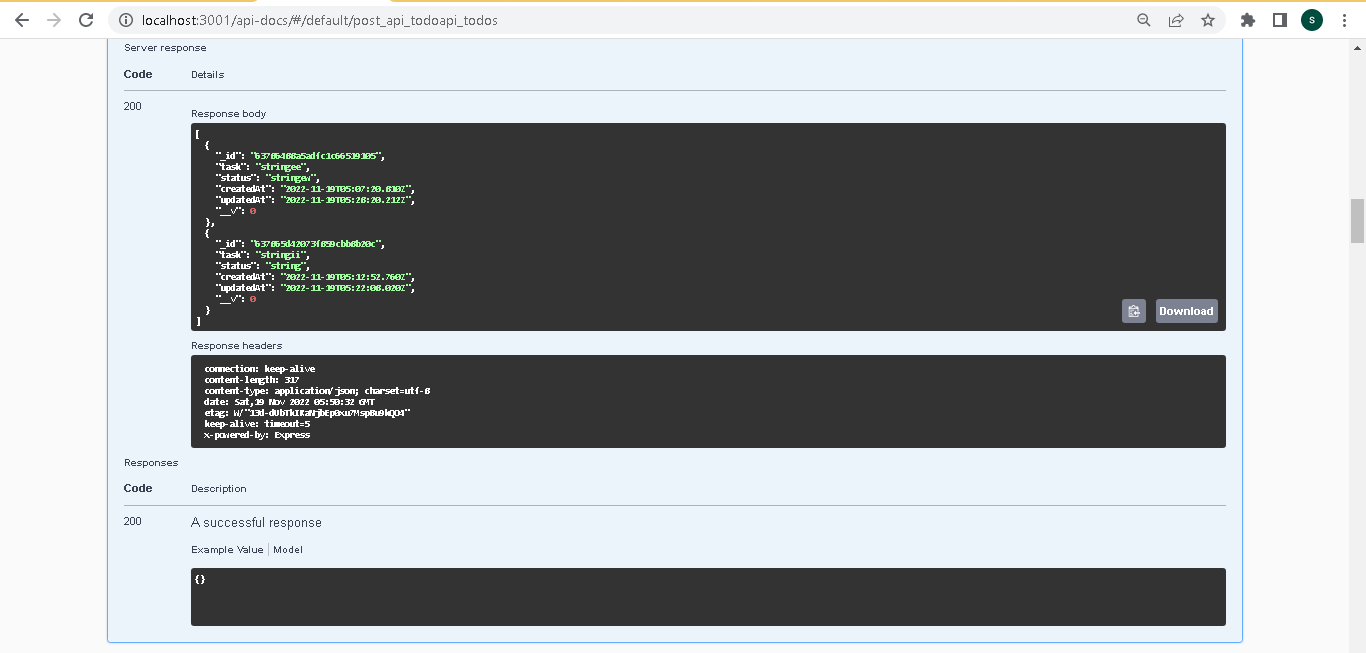 localhost:3001/api-docs/#/default/post_api_todoapi_todos
S
Server response
Code Details
200
Response body
[
{
"_id":
"task": "stringee",
"status": "stringew",
"createdAt": "2022-11-19T05:07:20.810Z",
"updatedAt": "2022-11-19T05:28:20.212Z",
"__v": 0
},
{
"_id":
"task": "stringii",
"status": "string",
"createdAt": "2022-11-19T05:12:52.760Z",
"updatedAt": "2022-11-19T05:22:08.020Z",
"__v": 0
}
]
Download
Response headers
connection: keep-alive
content-length: 317
content-type: application/json; charset=utf-8
date: Sat,19 Nov 2022 05:50:32 GMT
etag:
keep-alive: timeout=5
x-powered-by: Express
Responses
Code Description
200 A successful response
Example Value Model
{}